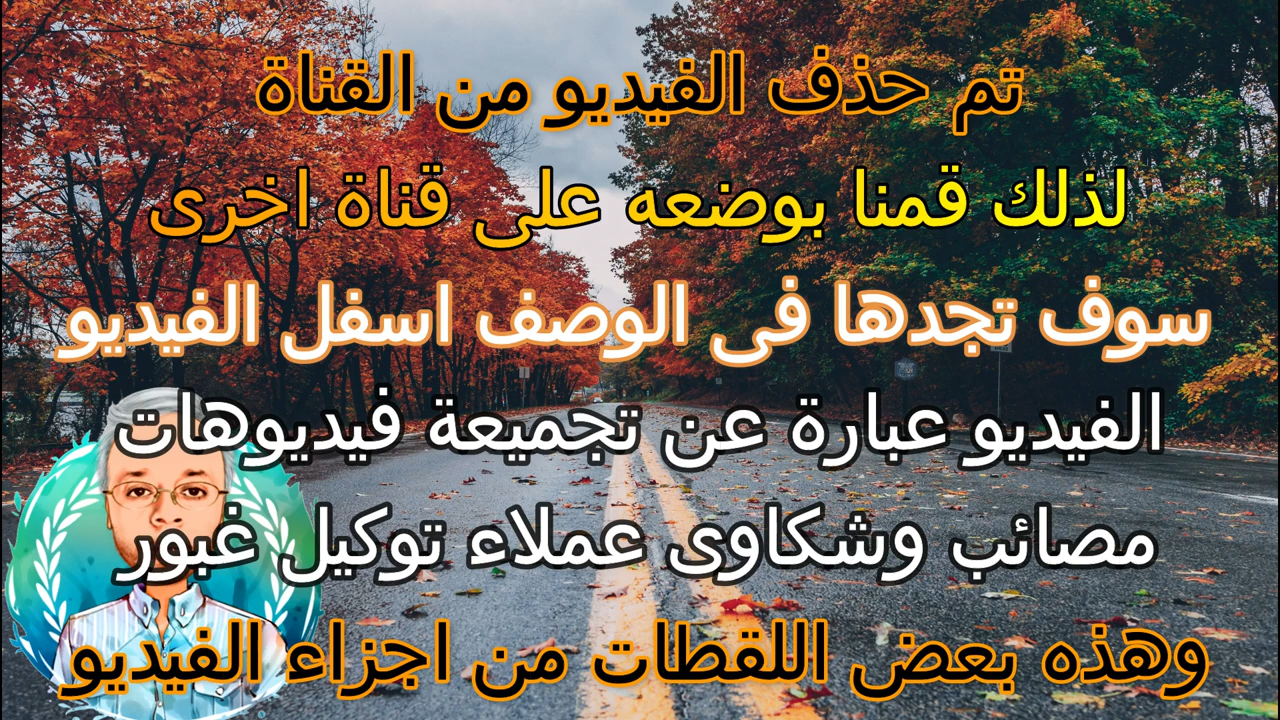 تم حذف الفيديو من القناة
لذلك قمنا بوضعه على قناة اخرى
سوف تجدها فى الوصف اسفل الفيديو
الفيديو عبارة عن تجميعة فيديوهات
مصائب وشكاوى عملاء توكيل غبور
وهذه بعض اللقطات من اجزاء الفيديو